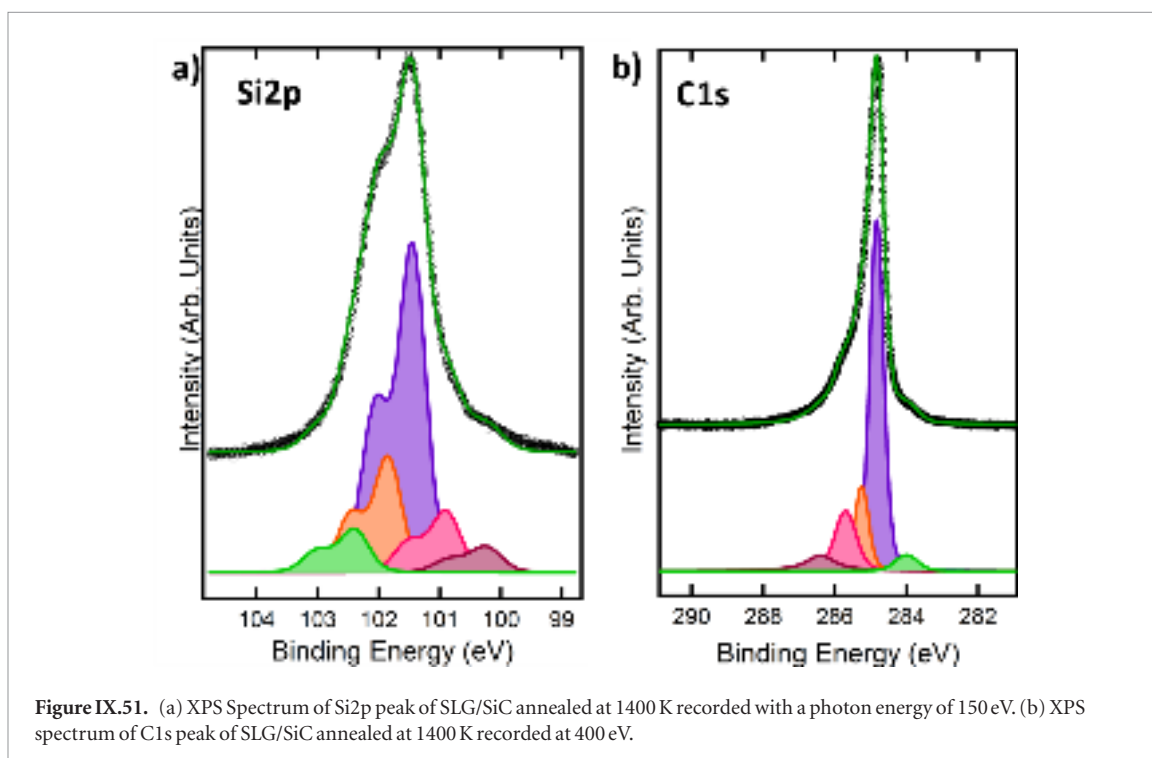 a)
Si2p
Intensity (Arb. Units)
104 103 102 101 100 99
Binding Energy (eV)
b)
C1s
Intensity (Arb. Units)
290 288 286 284 282
Binding Energy (eV)
Figure IX.51. (a) XPS Spectrum of Si2p peak of SLG/SiC annealed at 1400 K recorded with a photon energy of 150 eV. (b) XPS
spectrum of C1s peak of SLG/SiC annealed at 1400 K recorded at 400 eV.